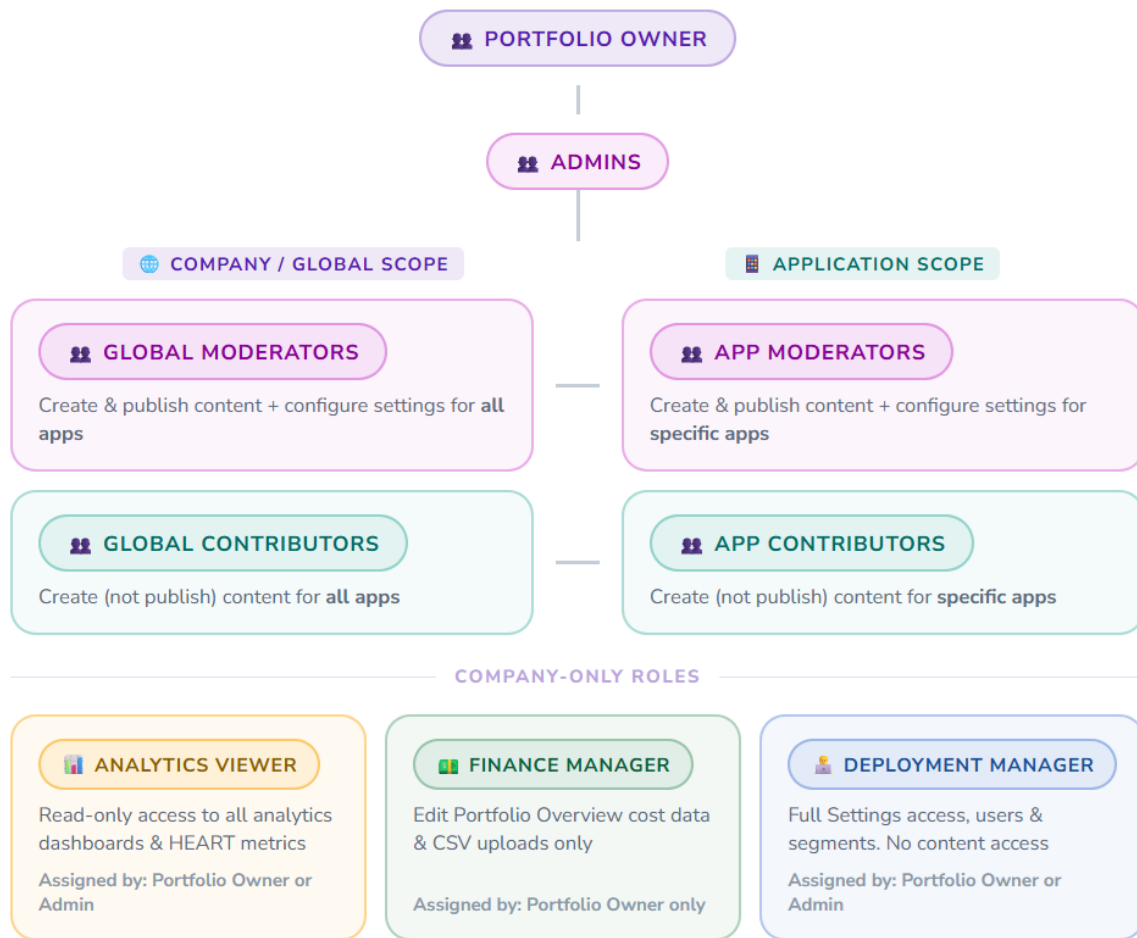 PORTFOLIO OWNER
ADMINS
COMPANY / GLOBAL SCOPE
APPLICATION SCOPE
GLOBAL MODERATORS
Create & publish content + configure settings for all
apps
APP MODERATORS
Create & publish content + configure settings for
specific apps
GLOBAL CONTRIBUTORS
Create (not publish) content for all apps
APP CONTRIBUTORS
Create (not publish) content for specific apps
COMPANY-ONLY ROLES
ANALYTICS VIEWER
Read-only access to all analytics
dashboards & HEART metrics
Assigned by: Portfolio Owner or
Admin
FINANCE MANAGER
Edit Portfolio Overview cost data
& CSV uploads only
Assigned by: Portfolio Owner only
DEPLOYMENT MANAGER
Full Settings access, users &
segments. No content access
Assigned by: Portfolio Owner or
Admin